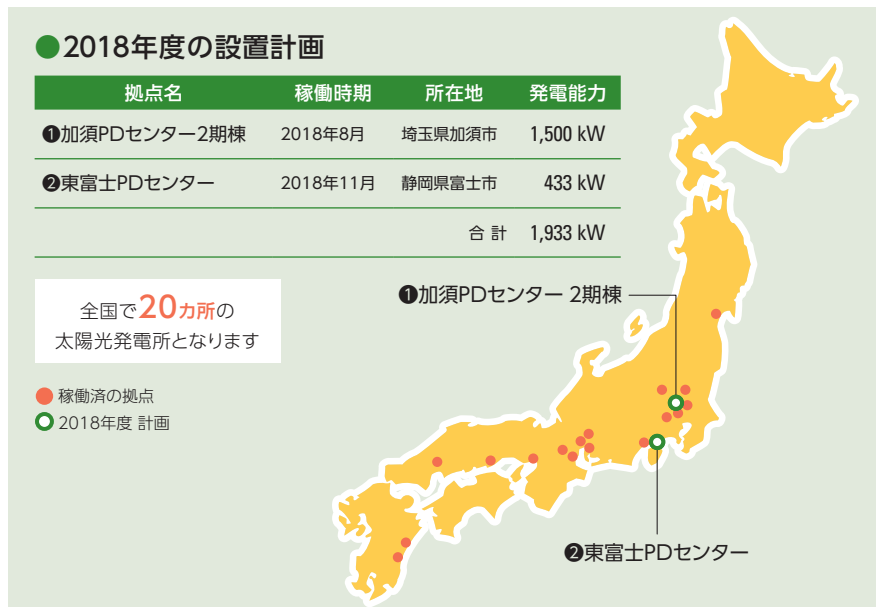 ●2018年度の設置計画
拠点名 稼働時期 所在地 発電能力
❶加須PDセンター2期棟 2018年8月 埼玉県加須市 1,500 kW
❷東富士PDセンター 2018年11月 静岡県富士市 433 kW
合 計 1,933 kW
全国で20カ所の
太陽光発電所となります
稼働済の拠点
2018年度 計画
❶加須PDセンター 2期棟
❷東富士PDセンター